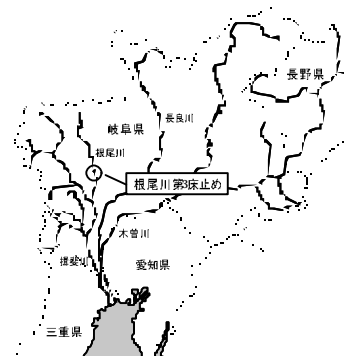 長野県
長良川
岐阜県
根尾川
根尾川第3床止め
木曽川
揖斐川
愛知県
三重県